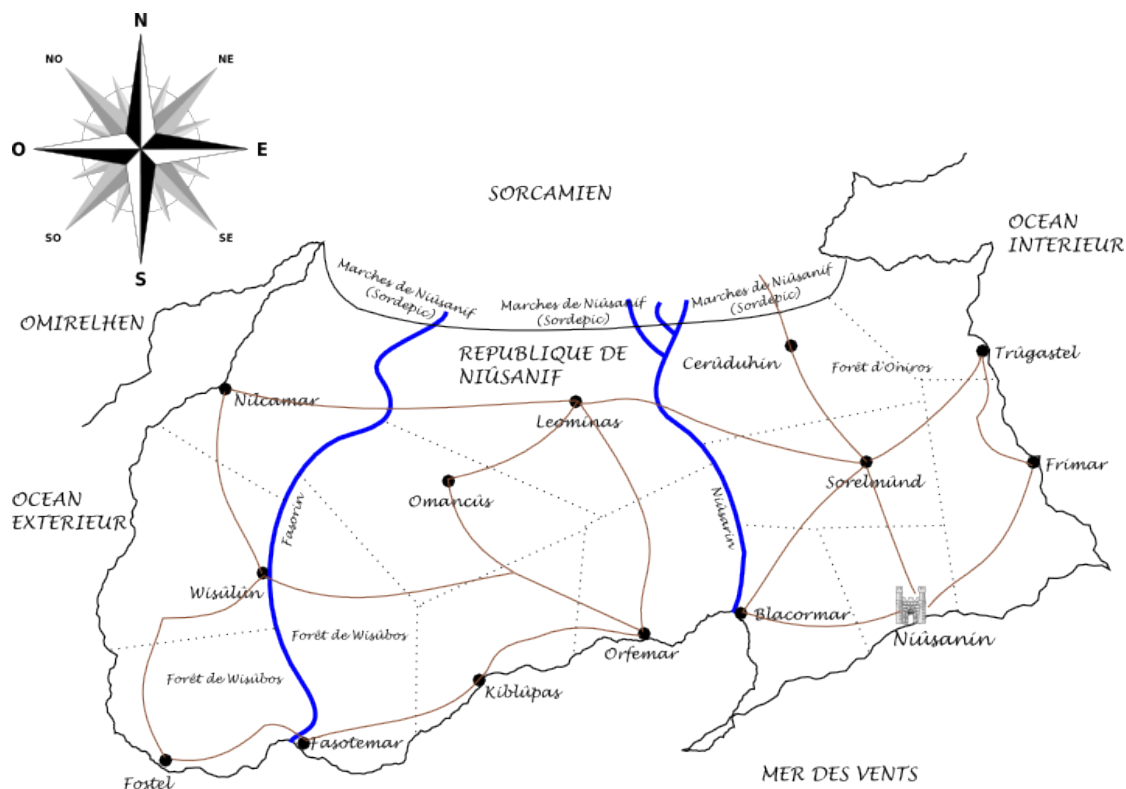 N
NO
NE
O
E
SO
SE
S
SORCAMIEN
OCEAN
INTERIEUR
Marches de Niûsanif
(Sordepic)
Marches de Niûsanif
(Sordepic)
Marches de Niûsanif
(Sordepic)
OMIRELHEN
REPUBLIQUE DE
NIÛSANIF
Cerûduhin
Forêt d'Oniros
Trûgastel
Nilcamar
Leominas
Omancûs
Sorelmûnd
Frimar
OCEAN
EXTERIEUR
Fasorin
Niûsarin
Wisûlûn
Blacormar
Niûsanin
Forêt de Wisûbos
Orfemar
Forêt de Wisûbos
Kiblûpas
Fasotemar
Fostel
MER DES VENTS